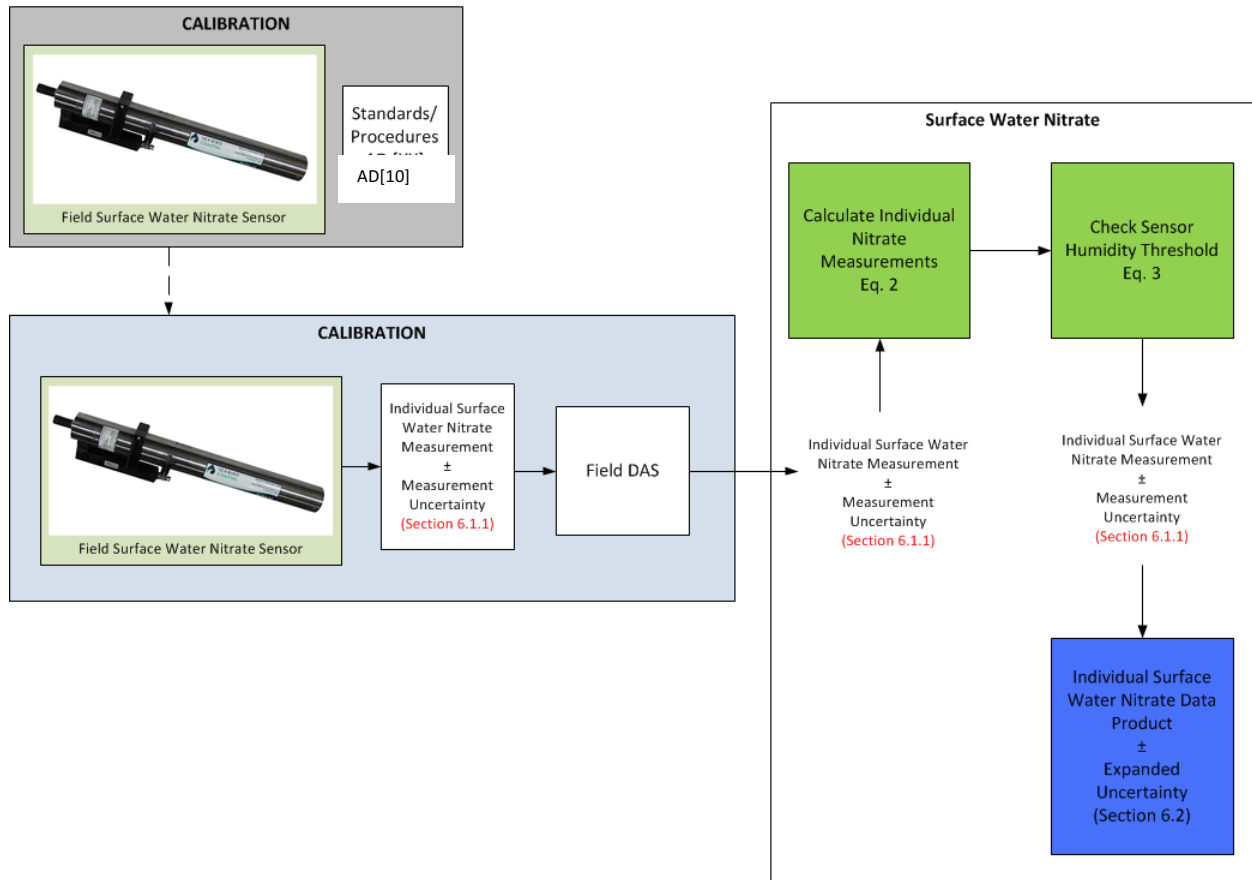 CALIBRATION
Field Surface Water Nitrate Sensor
Standards/
Procedures
AD[10]
CALIBRATION
Field Surface Water Nitrate Sensor
Individual Surface
Water Nitrate
Measurement
±
Measurement
Uncertainty
(Section 6.1.1)
Field DAS
Surface Water Nitrate
Calculate Individual
Nitrate
Measurements
Eq. 2
Check Sensor
Humidity Threshold
Eq. 3
Individual Surface Water
Nitrate Measurement
±
Measurement
Uncertainty
(Section 6.1.1)
Individual Surface Water
Nitrate Measurement
±
Measurement
Uncertainty
(Section 6.1.1)
Individual Surface
Water Nitrate Data
Product
±
Expanded
Uncertainty
(Section 6.2)